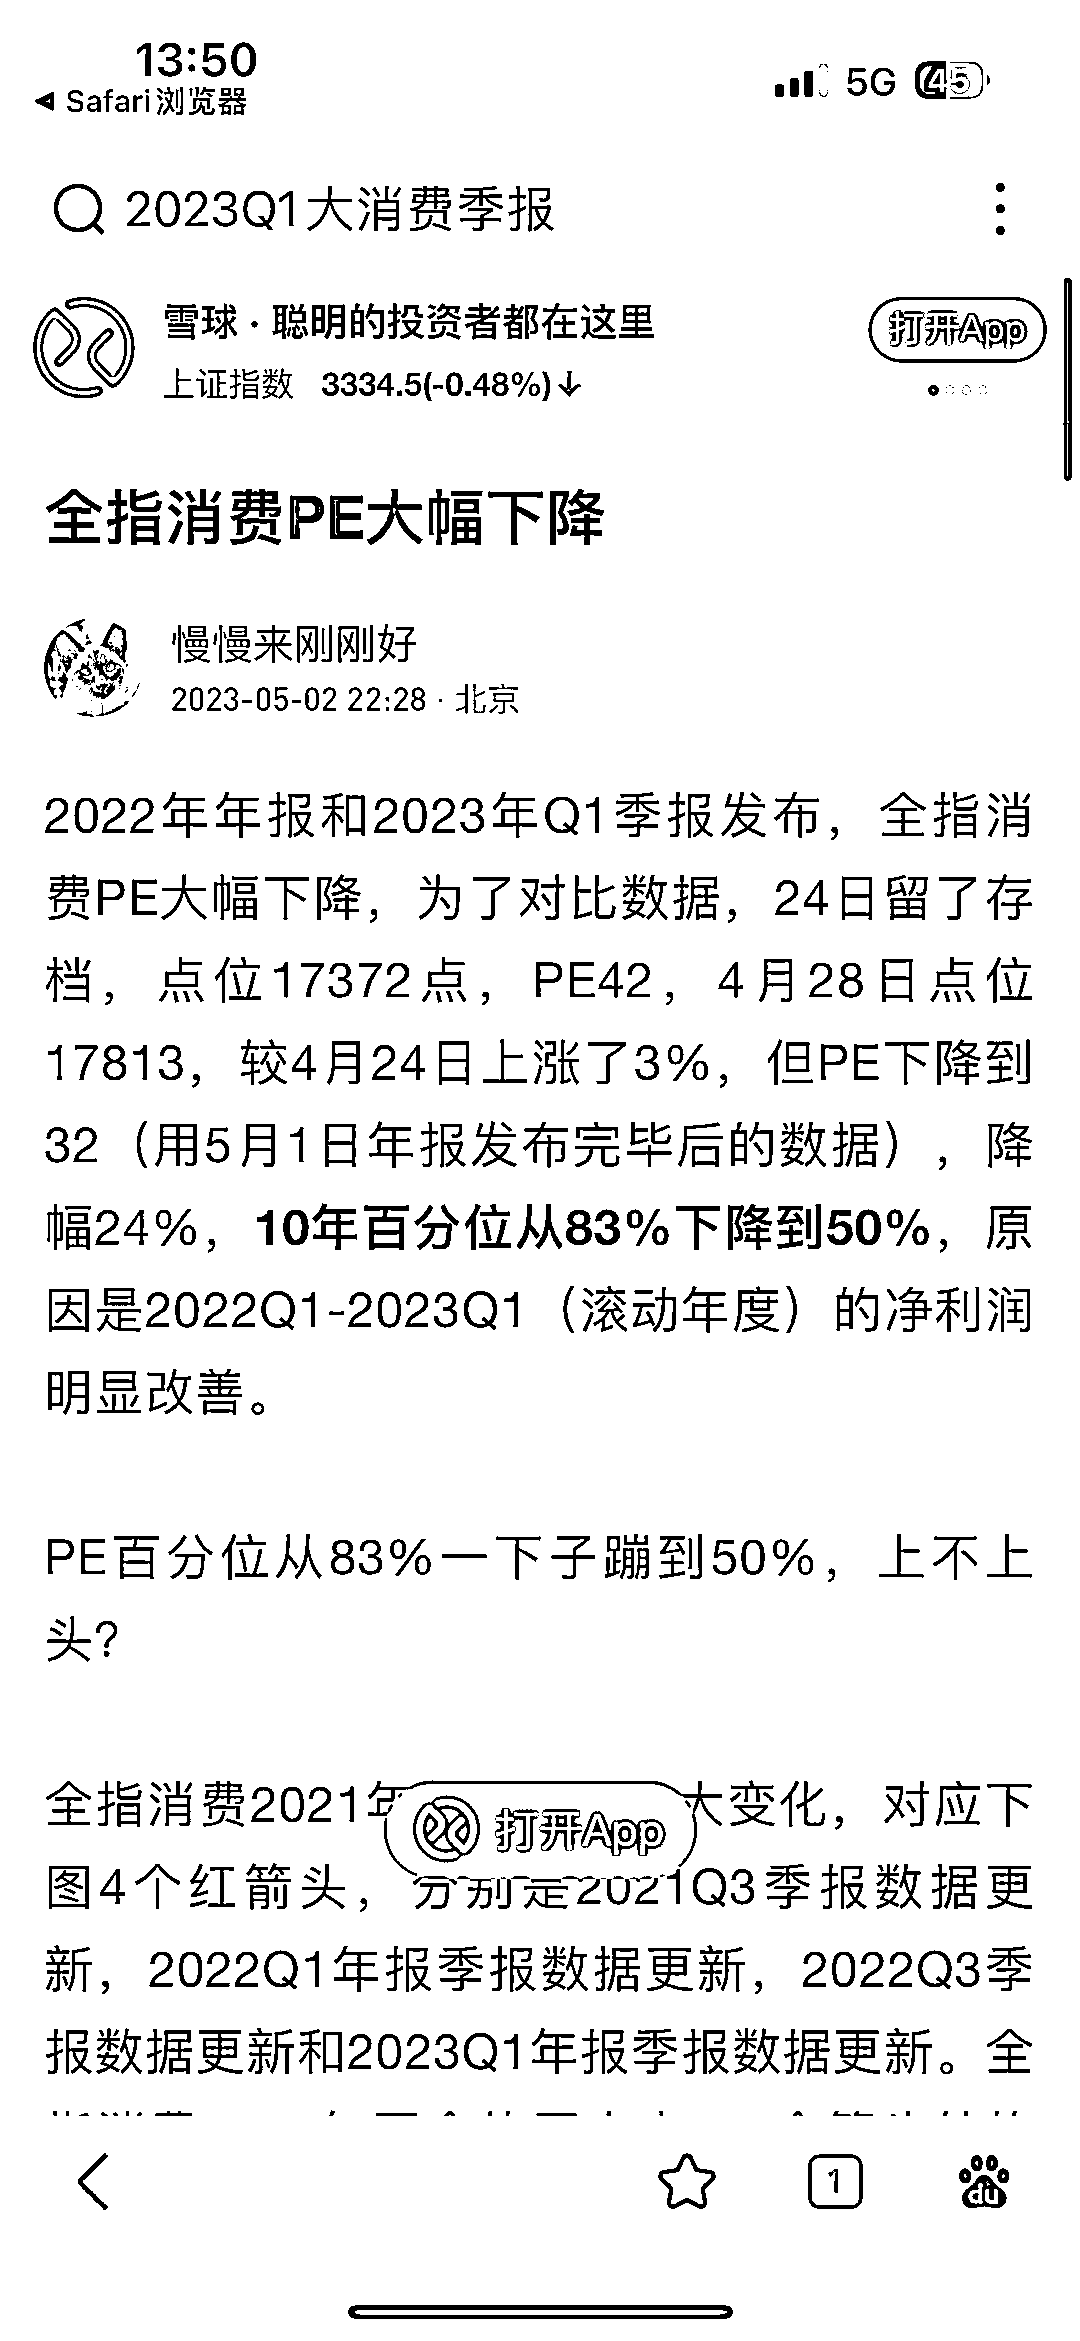 13:50
5G 45
Safari浏览器
2023Q1大消费季报
雪球·聪明的投资者都在这里
打开App
上证指数 3334.5(-0.48%)↓
全指消费PE大幅下降
慢慢来刚刚好
2023-05-02 22:28 · 北京
2022年年报和2023年Q1季报发布，全指消
费PE大幅下降，为了对比数据，24日留了存
档，点位17372点，PE42，4月28日点位
17813，较4月24日上涨了3%，但PE下降到
32（用5月1日年报发布完毕后的数据），降
幅24%，10年百分位从83%下降到50%，原
因是2022Q1-2023Q1（滚动年度）的净利润
明显改善。
PE百分位从83%一下子蹦到50%，上不上
头？
全指消费2021年 大变化，对应下
打开App
图4个红箭头，分别是2021Q3季报数据更
新，2022Q1年报季报数据更新，2022Q3季
报数据更新和2023Q1年报季报数据更新。全
1
du